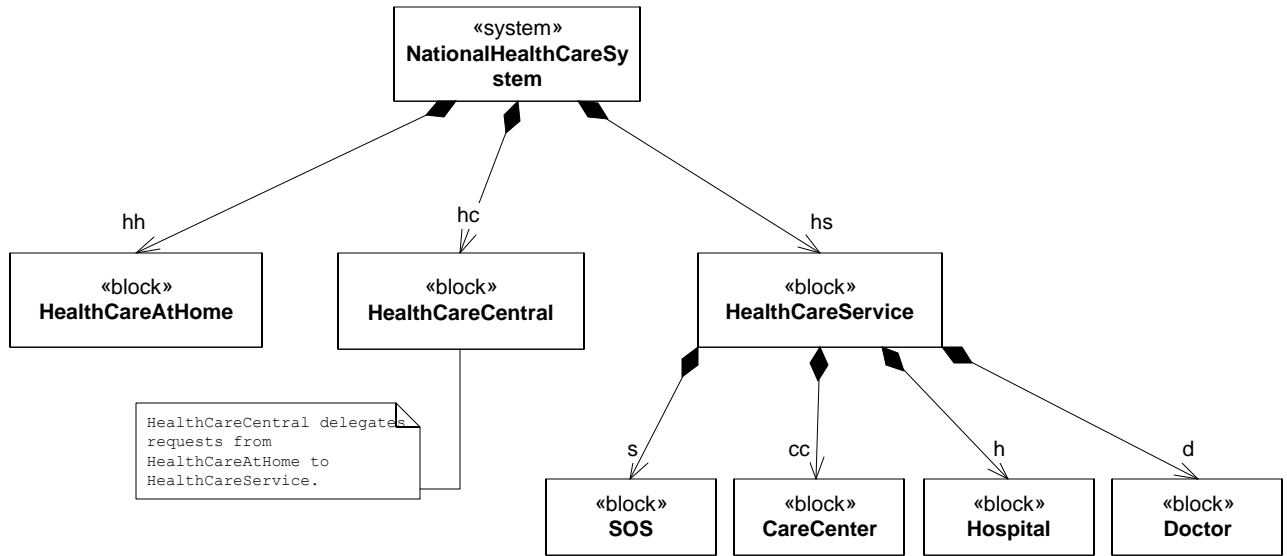 «system»
NationalHealthCareSy
stem
hh
hc
hs
«block»
HealthCareAtHome
«block»
HealthCareCentral
«block»
HealthCareService
HealthCareCentral delegates
requests from
HealthCareAtHome to
HealthCareService.
s
cc
h
d
«block»
SOS
«block»
CareCenter
«block»
Hospital
«block»
Doctor